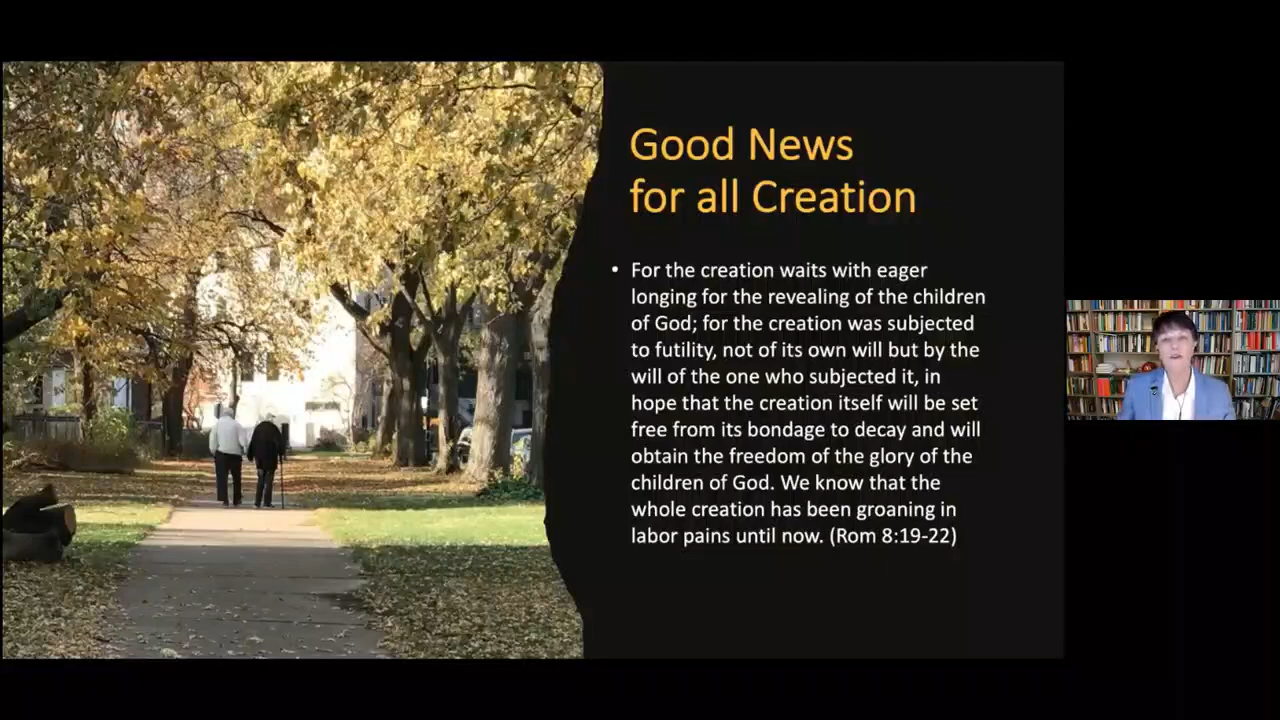 Good News
for all Creation
• For the creation waits with eager
longing for the revealing of the children
of God; for the creation was subjected
to futility, not of its own will but by the
will of the one who subjected it, in
hope that the creation itself will be set
free from its bondage to decay and will
obtain the freedom of the glory of the
children of God. We know that the
whole creation has been groaning in
labor pains until now. (Rom 8:19-22)